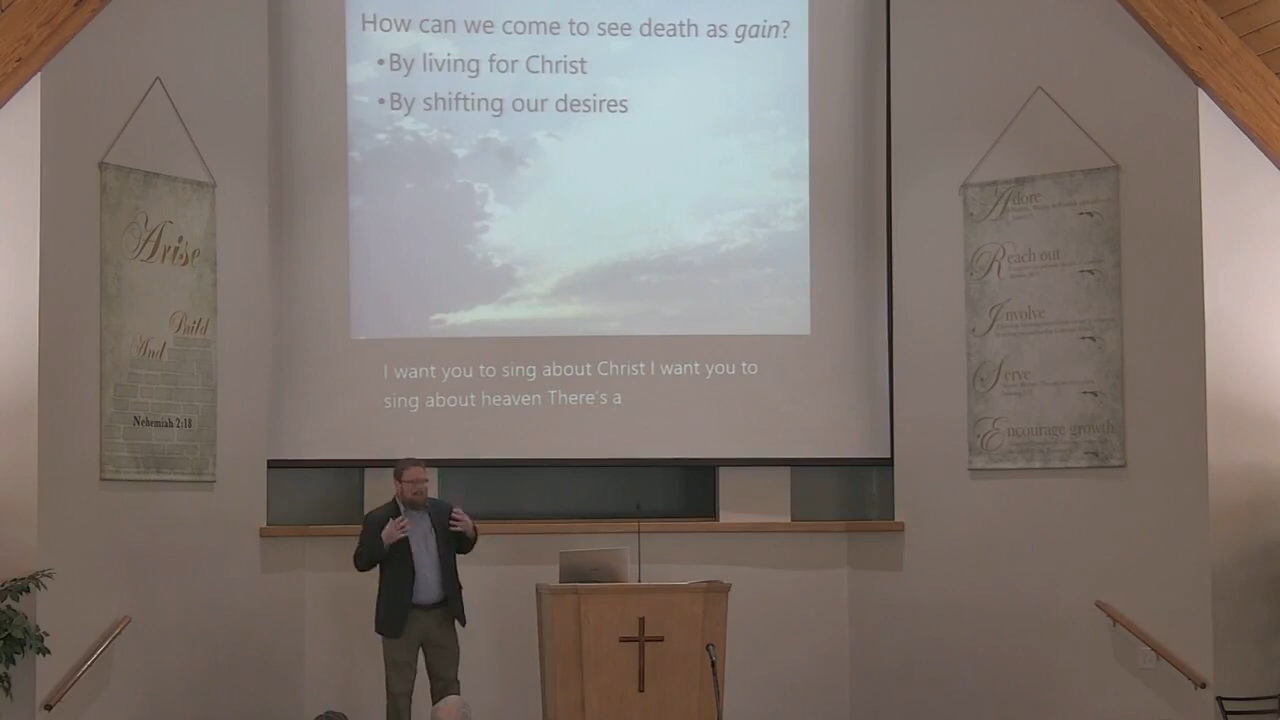 How can we come to see death as gain?
•By living for Christ
•By shifting our desires
I want you to sing about Christ I want you to
sing about heaven There's a
Arise
And Build
Nehemiah 2:18
Adore
Reach out
Involve
Serve
Encourage growth